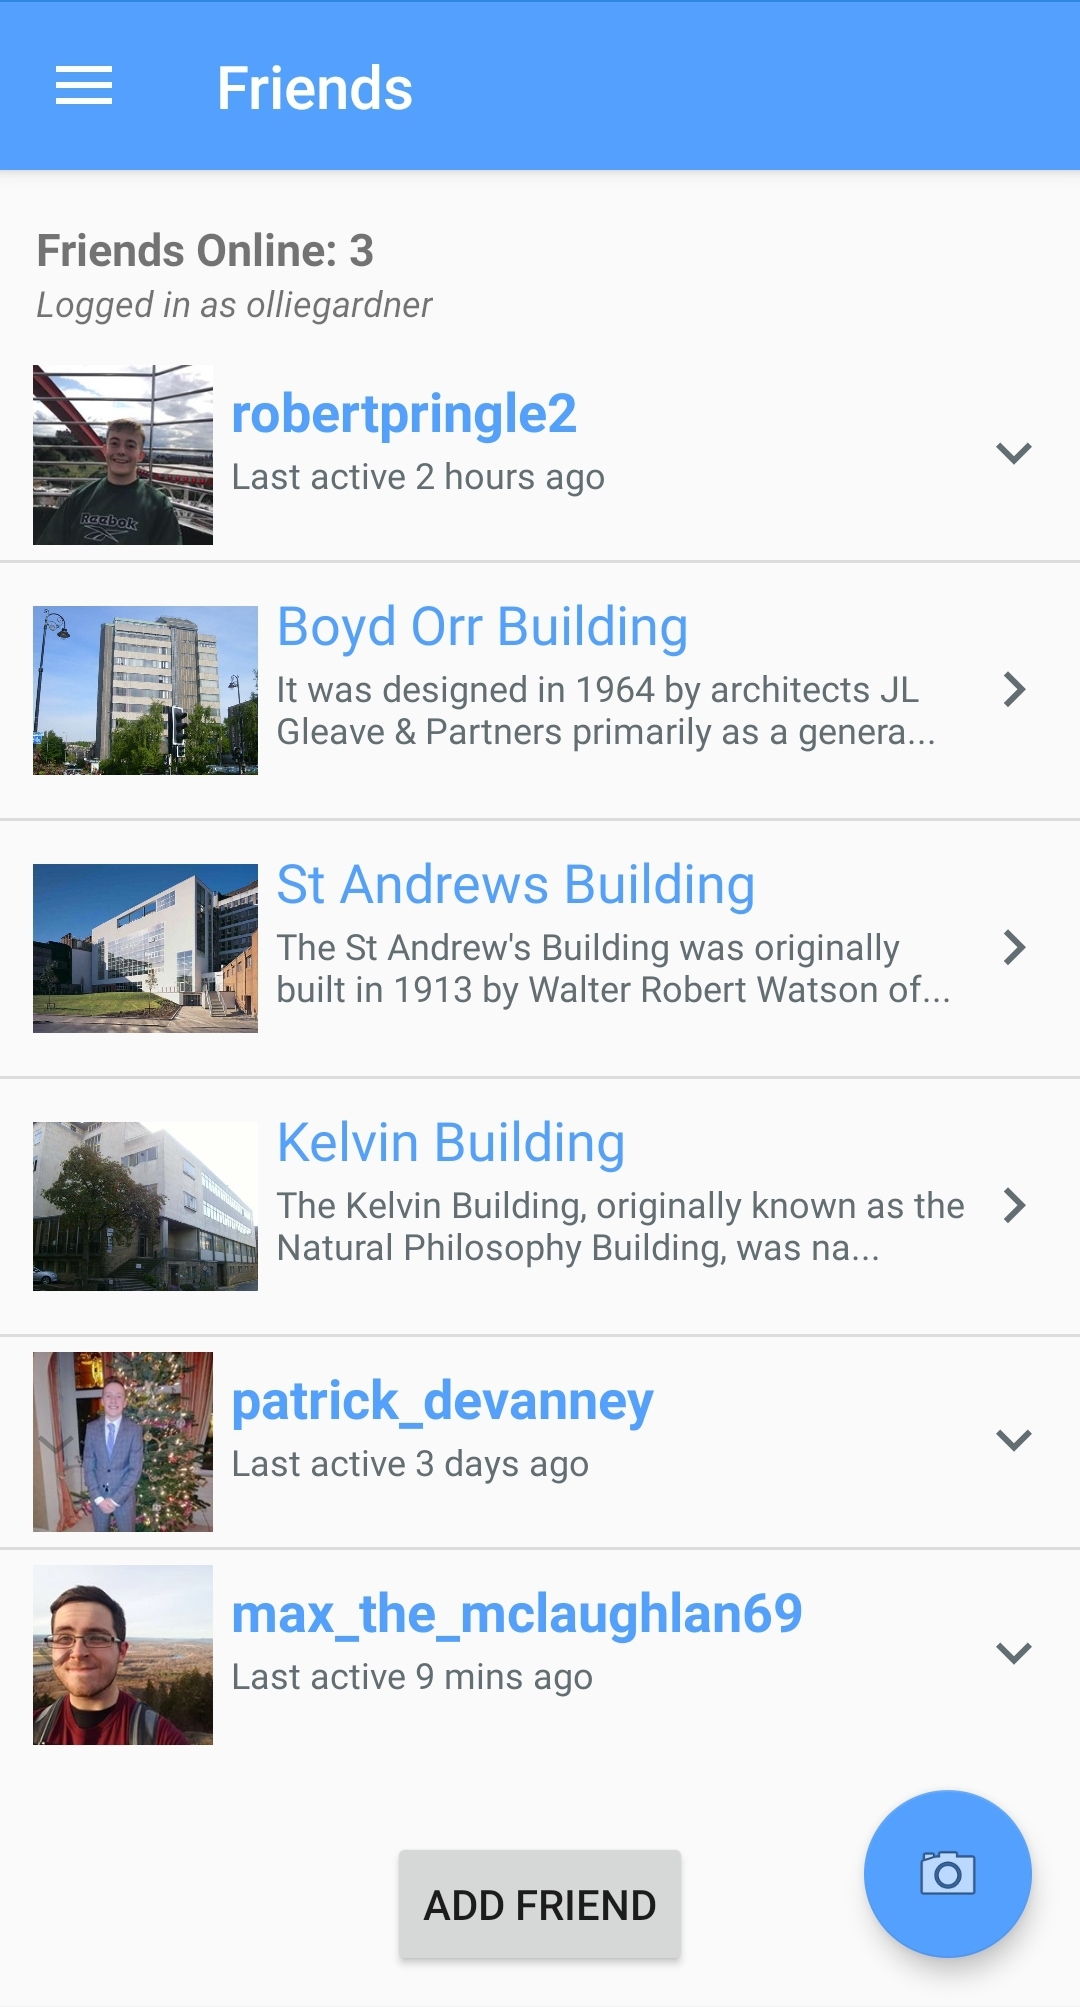 Friends
Friends Online: 3
Logged in as olliegardner
robertpringle2
Last active 2 hours ago
Reebok
Boyd Orr Building
It was designed in 1964 by architects JL
Gleave & Partners primarily as a genera...
St Andrews Building
The St Andrew's Building was originally
built in 1913 by Walter Robert Watson of...
Kelvin Building
The Kelvin Building, originally known as the
Natural Philosophy Building, was na...
patrick_devanney
Last active 3 days ago
max_the_mclaughlan69
Last active 9 mins ago
ADD FRIEND